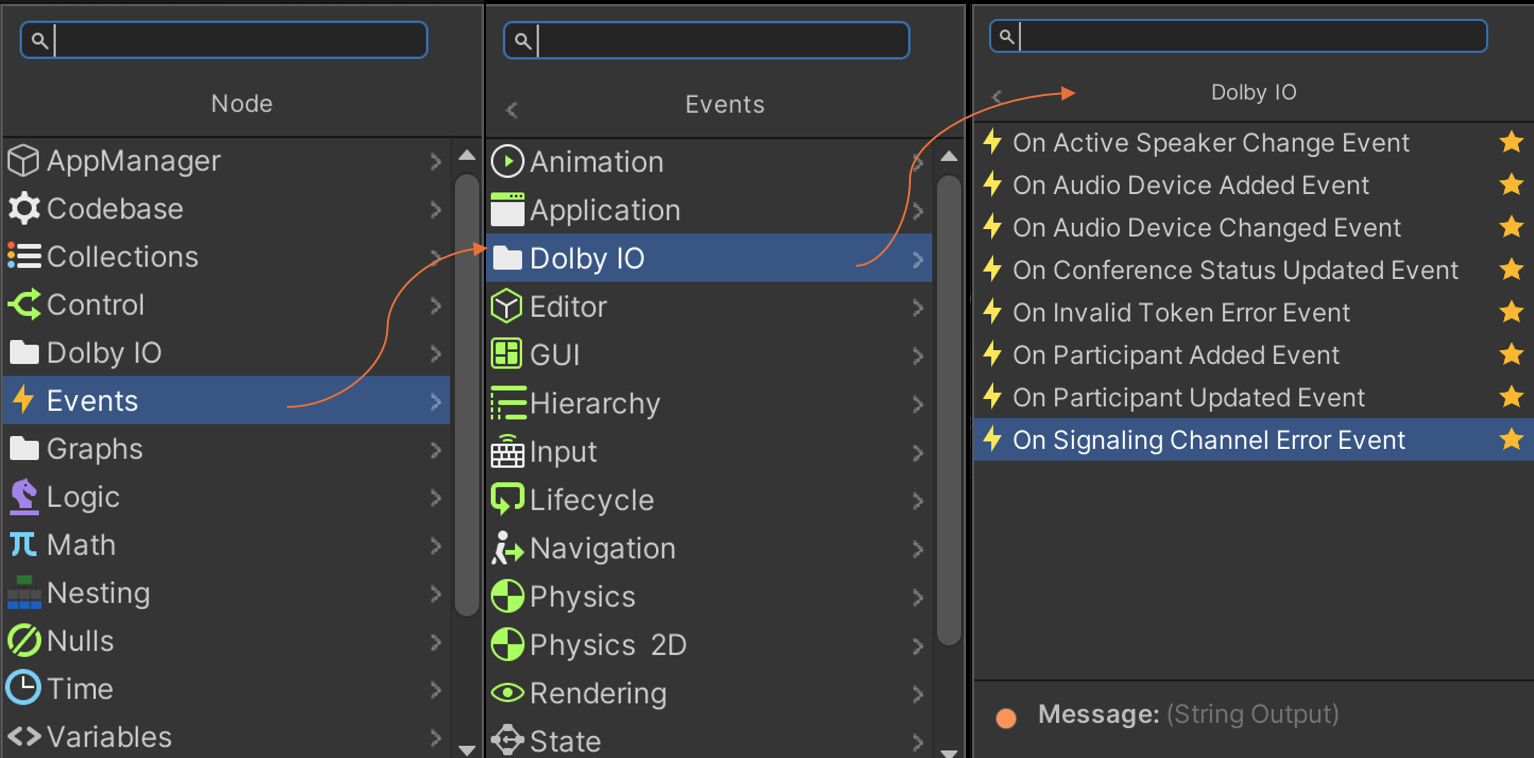 Node
AppManager
Codebase
Collections
Control
Dolby IO
Events
Graphs
Logic
Math
Nesting
Nulls
Time
Variables
Events
Animation
Application
Dolby IO
Editor
GUI
Hierarchy
Input
Lifecycle
Navigation
Physics
Physics 2D
Rendering
State
Dolby IO
On Active Speaker Change Event
On Audio Device Added Event
On Audio Device Changed Event
On Conference Status Updated Event
On Invalid Token Error Event
On Participant Added Event
On Participant Updated Event
On Signaling Channel Error Event
Message: (String Output)